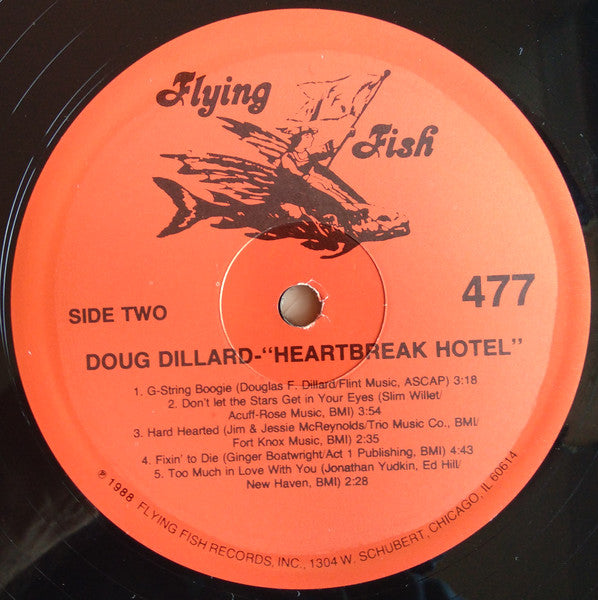 Flying
Fish
SIDE TWO
477
DOUG DILLARD-"HEARTBREAK HOTEL"
1. G-String Boogie (Douglas F. Dillard/Flint Music, ASCAP) 3:18
2. Don't let the Stars Get in Your Eyes (Slim Willet/
Acuff-Rose Music, BMI) 3:54
3. Hard Hearted (Jim & Jessie McReynolds/Trio Music Co., BMI/
Fort Knox Music, BMI) 2:35
4. Fixin' to Die (Ginger Boatwright/Act 1 Publishing, BMI) 4:43
5. Too Much in Love With You (Jonathan Yudkin, Ed Hill/
New Haven, BMI) 2:28
℗ 1988 FLYING FISH RECORDS, INC., 1304 W. SCHUBERT, CHICAGO, IL 60614